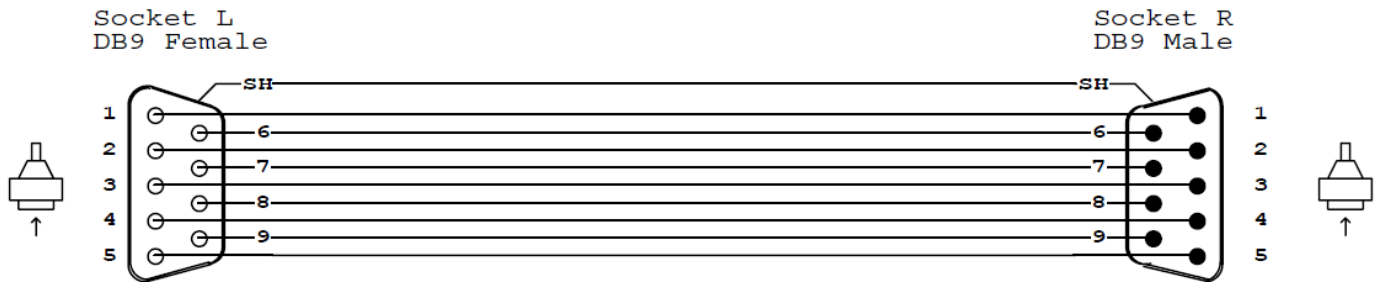 Socket L
DB9 Female
Socket R
DB9 Male
SH SH
1 1
6 6
2 2
7 7
3 3
8 8
4 4
9 9
5 5